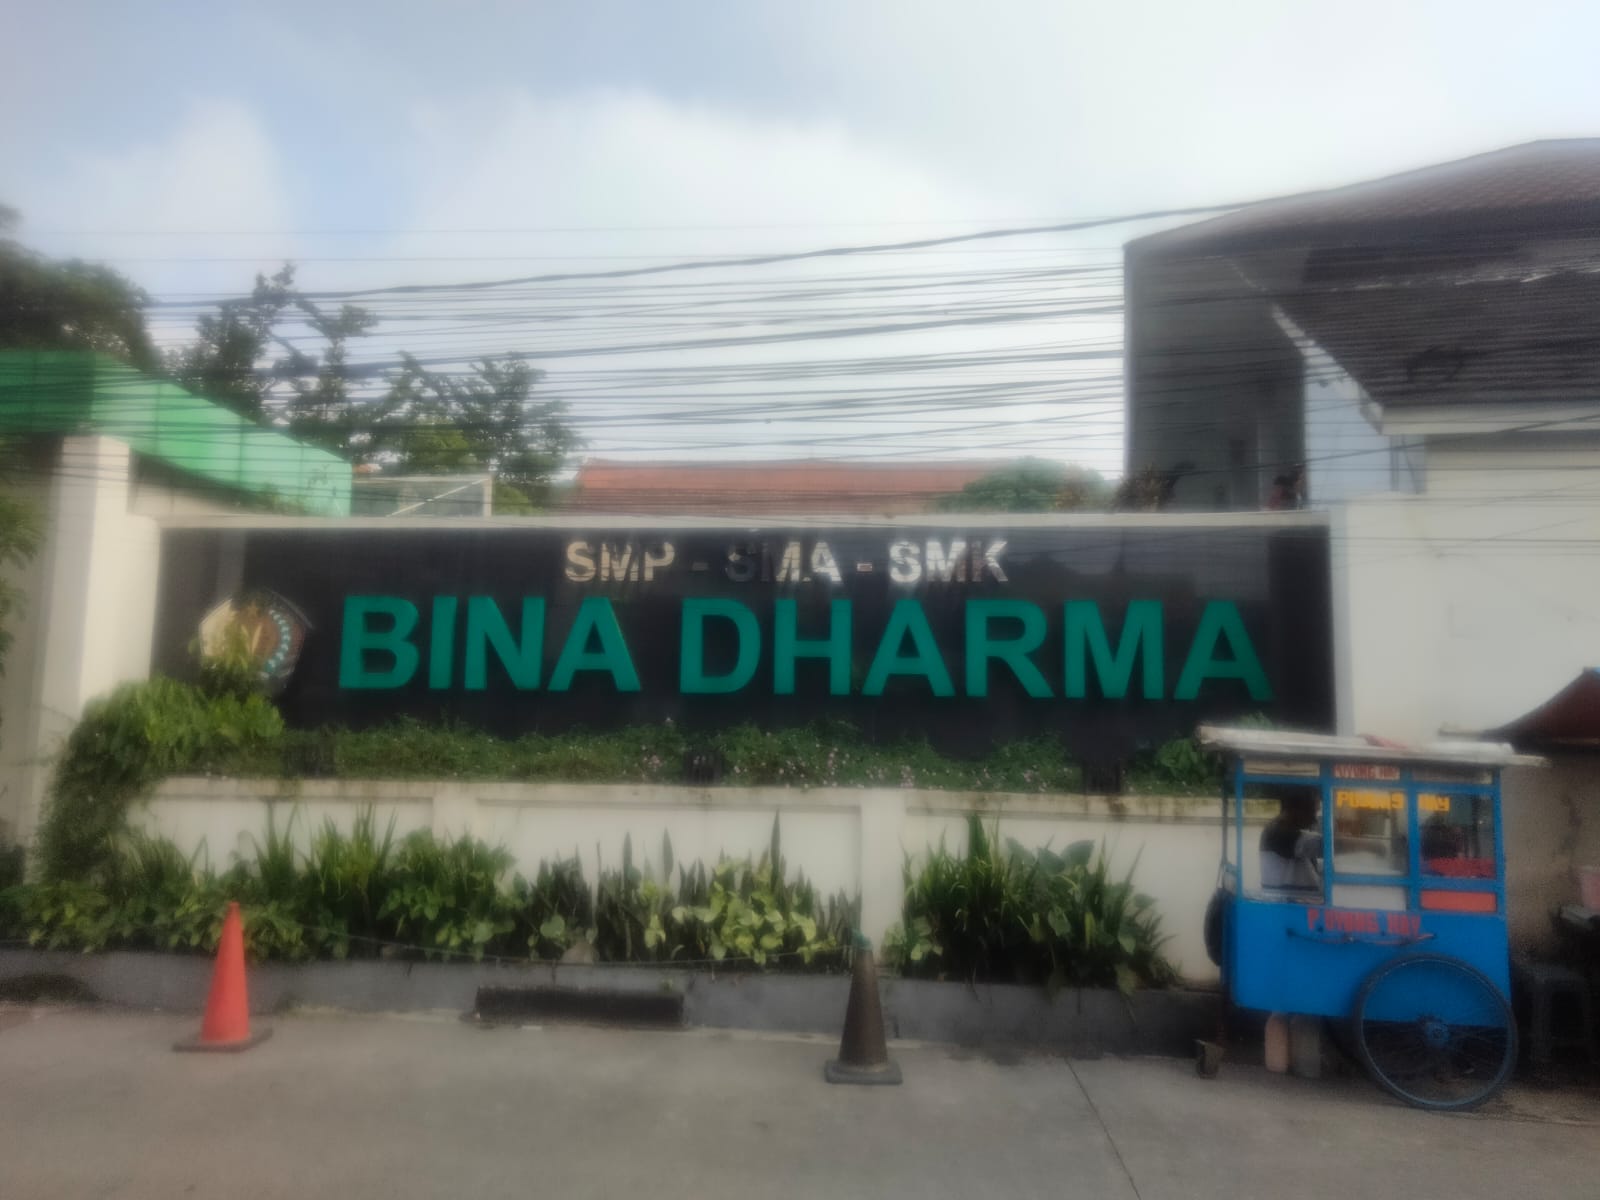 SMP - SMA - SMK
BINA DHARMA